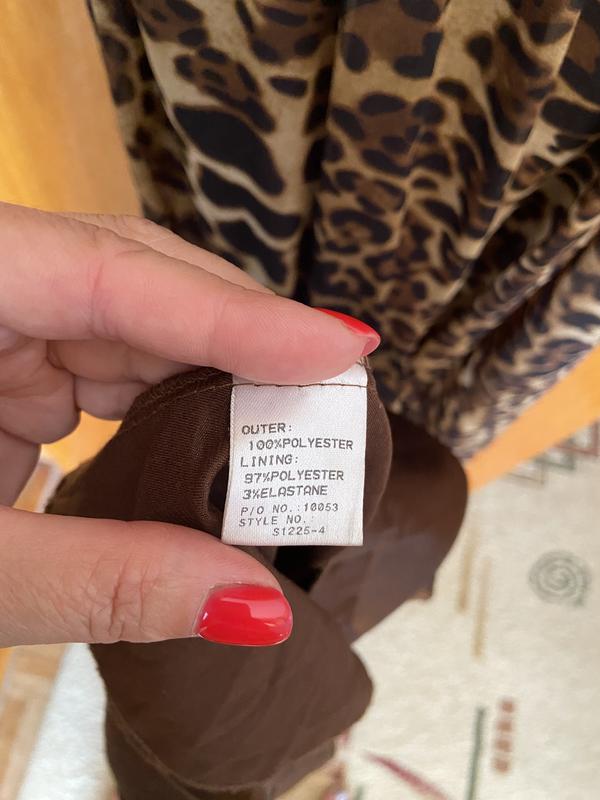 OUTER:
100%POLYESTER
LINING:
97%POLYESTER
3%ELASTANE
P/O NO.:10053
STYLE NO.:
S1225-4